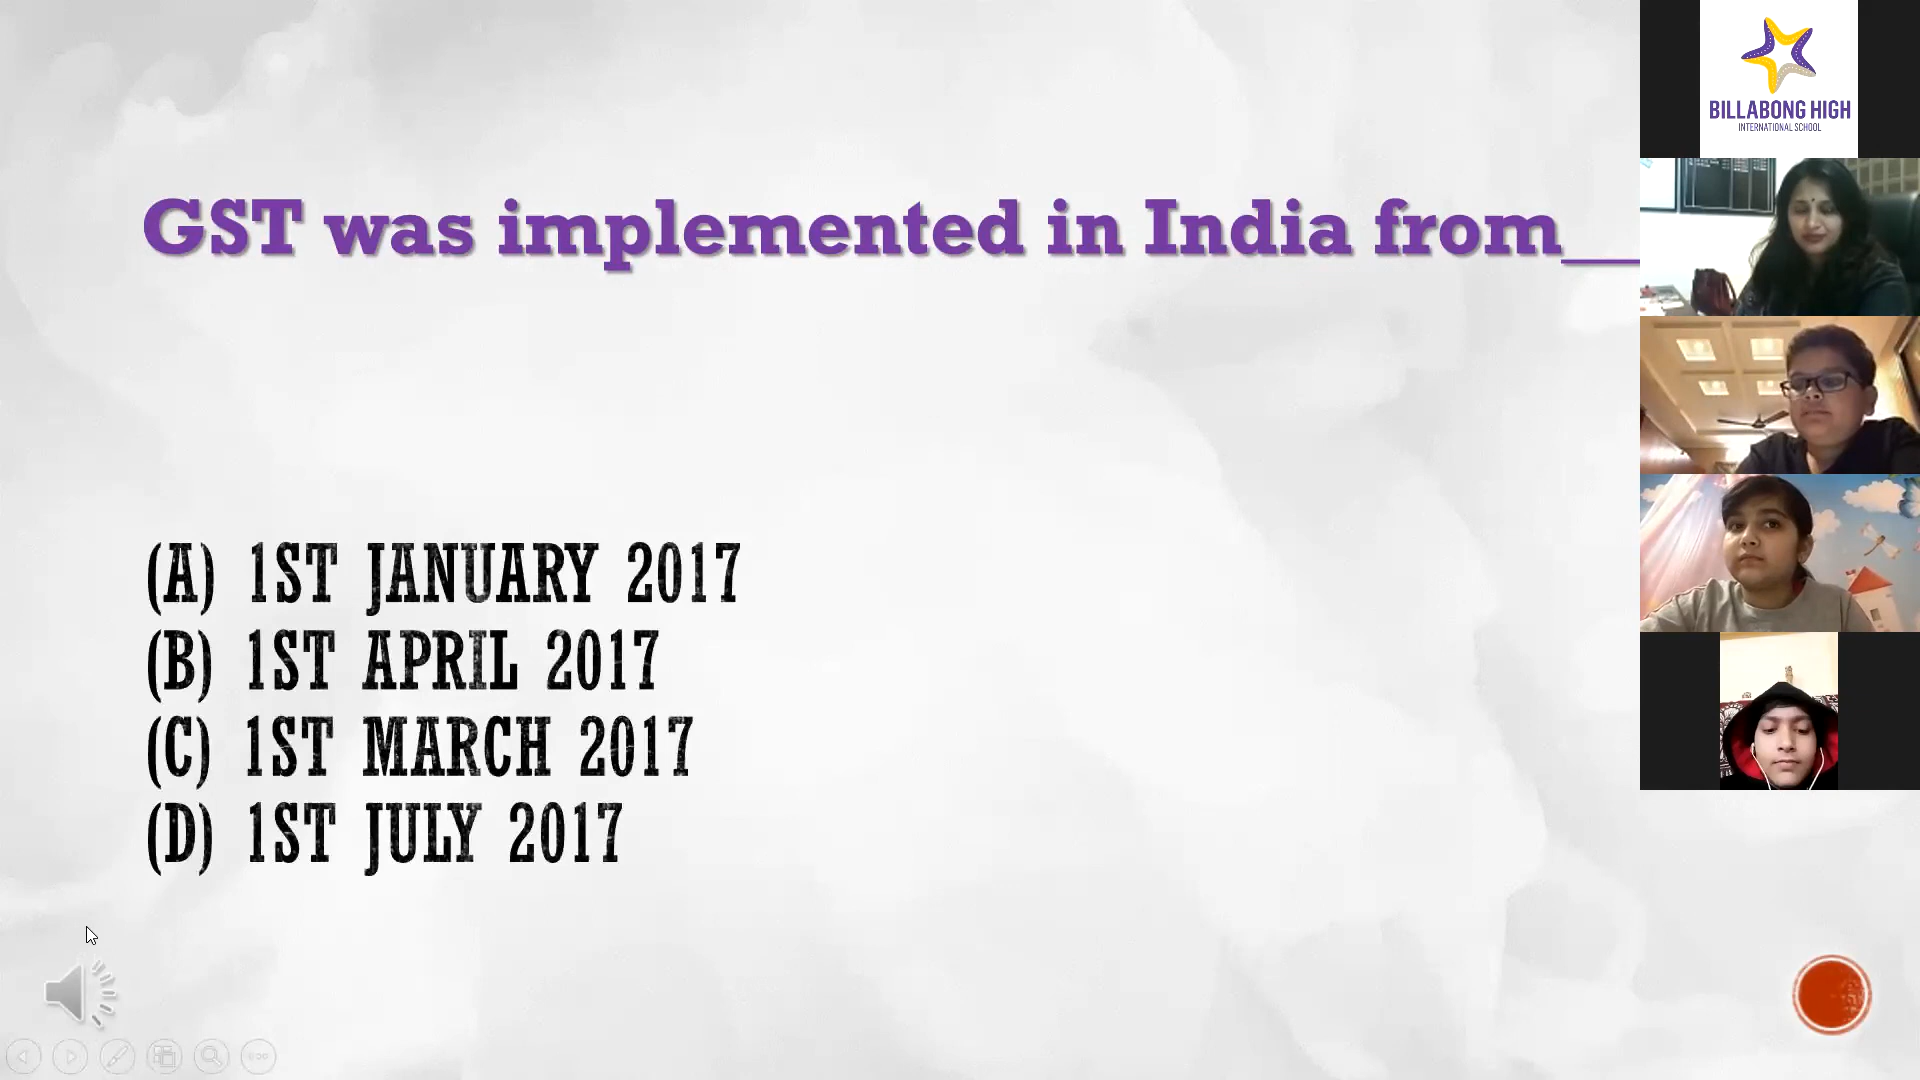 GST was implemented in India from__
(A) 1ST JANUARY 2017
(B) 1ST APRIL 2017
(C) 1ST MARCH 2017
(D) 1ST JULY 2017
BILLABONG HIGH
INTERNATIONAL SCHOOL